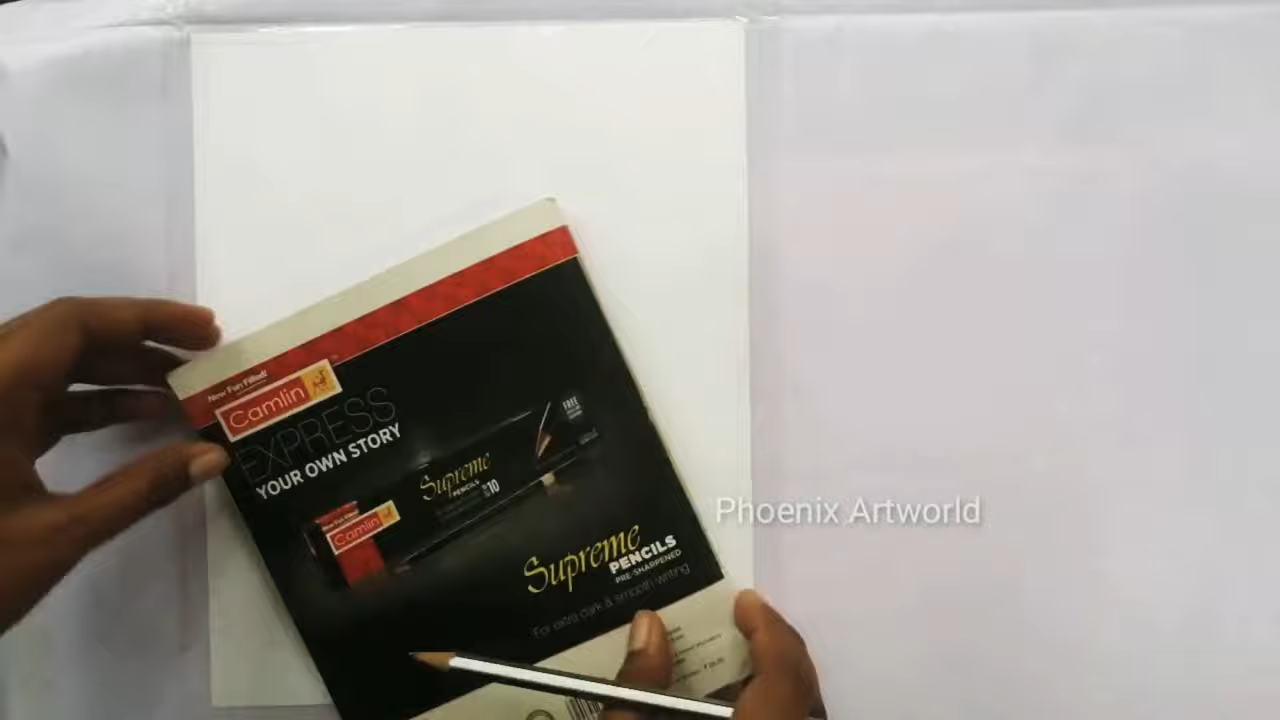 New Fun Filled!
Camlin
EXPRESS
YOUR OWN STORY
FREE
Supreme
PENCILS
10
Camlin
Supreme
PENCILS
PRE-SHARPENED
For extra dark & smooth writing
Phoenix Artworld